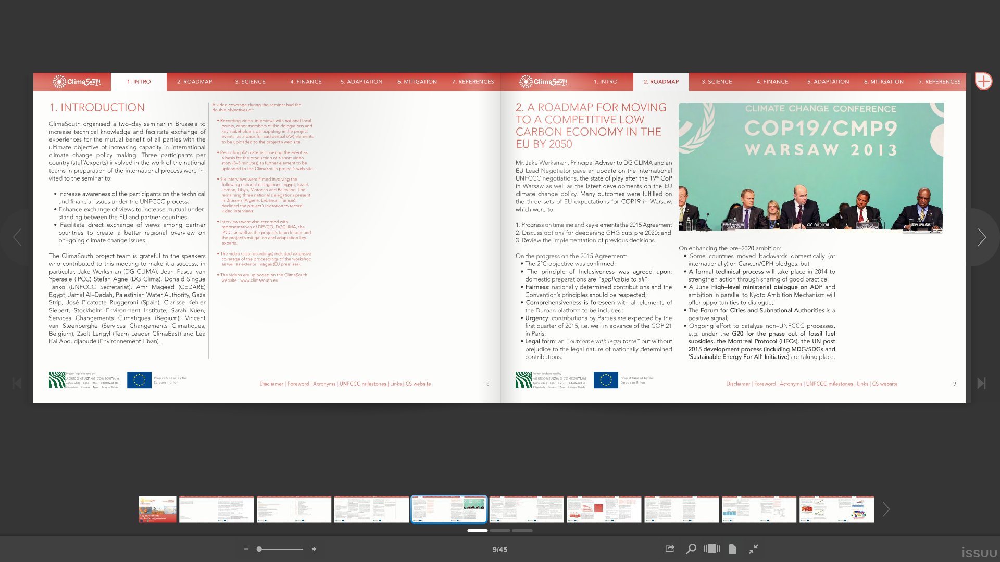 ClimaSouth
1. INTRO
2. ROADMAP
3. SCIENCE
4. FINANCE
5. ADAPTATION
6. MITIGATION
7. REFERENCES
1. INTRODUCTION
ClimaSouth organised a two–day seminar in Brussels to
increase technical knowledge and facilitate exchange of
experiences for the mutual benefit of all parties with the
ultimate objective of increasing capacity in international
climate change policy making. Three participants per
country (staff/experts) involved in the work of the national
teams in preparation of the international process were in-
vited to the seminar to:
• Increase awareness of the participants on the technical
and financial issues under the UNFCCC process.
• Enhance exchange of views to increase mutual under-
standing between the EU and partner countries.
• Facilitate direct exchange of views among partner
countries to create a better regional overview on
on–going climate change issues.
The ClimaSouth project team is grateful to the speakers
who contributed to this meeting to make it a success, in
particular, Jake Werksman (DG CLIMA), Jean–Pascal van
Ypersele (IPCC) Stéfan Agne (DG Clima), Donald Singue
Tanko (UNFCCC Secretariat), Amr Mageed (CEDARE)
Egypt, Jamal Al–Dadah, Palestinian Water Authority, Gaza
Strip, José Picatoste Ruggeroni (Spain), Clarisse Kehler
Siebert, Stockholm Environment Institute, Sarah Kuen,
Services Changements Climatiques (Begium), Vincent
van Steenberghe (Services Changements Climatiques,
Belgium), Zsolt Lengyl (Team Leader ClimaEast) and Léa
Kai Aboudjaoudé (Environnement Liban).
A video coverage during the seminar had the
double objectives of:
• Recording video–interviews with national focal
points, other members of the delegations and
key stakeholders participating in the project
events, as a basis for audiovisual (AV) elements
to be uploaded to the project's web site.
• Recording AV material covering the event as
a basis for the production of a short video
story (3–5 minutes) as further element to be
uploaded to the ClimaSouth project's web site.
• Six interviews were filmed involving the
following national delegations: Egypt, Israel,
Jordan, Libya, Morocco and Palestine. The
remaining three national delegations present
in Brussels (Algeria, Lebanon, Tunisia),
declined the project's invitation to record
video interviews.
• Interviews were also recorded with
representatives of DEVCO, DGCLIMA, the
IPCC, as well as the project's team leader and
the project's mitigation and adaptation key
experts.
• The video (also recordings) included extensive
coverage of the proceedings of the workshop
as well as exterior images (EU premises).
• The videos are uploaded on the ClimaSouth
website : www.climasouth.eu
Project implemented by
AGRICONSULTING CONSORTIUM
Project funded by the
European Union
Disclaimer | Foreword | Acronyms | UNFCCC milestones | Links | CS website
8
ClimaSouth
1. INTRO
2. ROADMAP
3. SCIENCE
4. FINANCE
5. ADAPTATION
6. MITIGATION
7. REFERENCES
2. A ROADMAP FOR MOVING
TO A COMPETITIVE LOW
CARBON ECONOMY IN THE
EU BY 2050
Mr. Jake Werksman, Principal Adviser to DG CLIMA and an
EU Lead Negotiator gave an update on the international
UNFCCC negotiations, the state of play after the 19th CoP
in Warsaw as well as the latest developments on the EU
climate change policy. Many outcomes were fulfilled on
the three sets of EU expectations for COP19 in Warsaw,
which were to:
1. Progress on timeline and key elements the 2015 Agreement
2. Discuss options for deepening GHG cuts pre 2020; and
3. Review the implementation of previous decisions.
On the progress on the 2015 Agreement:
• The 2°C objective was confirmed;
• The principle of Inclusiveness was agreed upon:
domestic preparations are "applicable to all";
• Fairness: nationally determined contributions and the
Convention's principles should be respected;
• Comprehensiveness is foreseen with all elements of
the Durban platform to be included;
• Urgency: contributions by Parties are expected by the
first quarter of 2015, i.e. well in advance of the COP 21
in Paris;
• Legal form: an "outcome with legal force" but without
prejudice to the legal nature of nationally determined
contributions.
CLIMATE CHANGE CONFERENCE
COP19/CMP9
WARSAW 2013
PRIME MINISTER
OF POLAND
COP PRESIDENT
On enhancing the pre–2020 ambition:
• Some countries moved backwards domestically (or
internationally) on Cancun/CPH pledges; but
• A formal technical process will take place in 2014 to
strengthen action through sharing of good practice;
• A June High–level ministerial dialogue on ADP and
ambition in parallel to Kyoto Ambition Mechanism will
offer opportunities to dialogue;
• The Forum for Cities and Subnational Authorities is a
positive signal;
• Ongoing effort to catalyze non–UNFCCC processes,
e.g. under the G20 for the phase out of fossil fuel
subsidies, the Montreal Protocol (HFCs), the UN post
2015 development process (including MDG/SDGs and
'Sustainable Energy For All' Initiative) are taking place.
Project implemented by
AGRICONSULTING CONSORTIUM
Project funded by the
European Union
Disclaimer | Foreword | Acronyms | UNFCCC milestones | Links | CS website
9
9/45
issuu